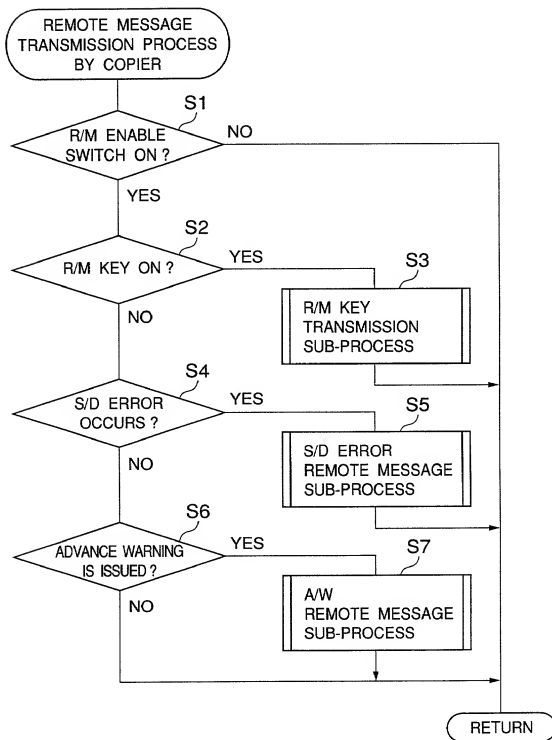 REMOTE MESSAGE
TRANSMISSION PROCESS
BY COPIER
S1
R/M ENABLE
SWITCH ON ?
NO
YES
S2
R/M KEY ON ?
YES
NO
S3
R/M KEY
TRANSMISSION
SUB-PROCESS
S4
S/D ERROR
OCCURS ?
YES
NO
S5
S/D ERROR
REMOTE MESSAGE
SUB-PROCESS
S6
ADVANCE WARNING
IS ISSUED ?
YES
NO
S7
A/W
REMOTE MESSAGE
SUB-PROCESS
RETURN